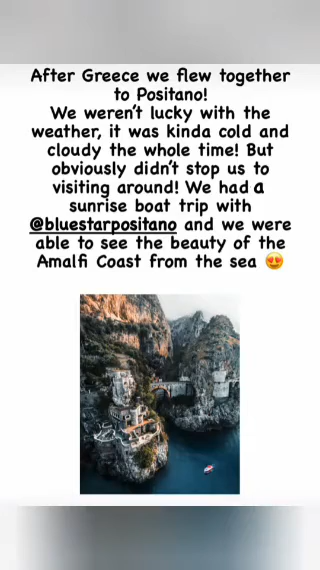 After Greece we flew together
to Positano!
We weren't lucky with the
weather, it was kinda cold and
cloudy the whole time! But
obviously didn't stop us to
visiting around! We had a
sunrise boat trip with
@bluestarpositano and we were
able to see the beauty of the
Amalfi Coast from the sea 😍